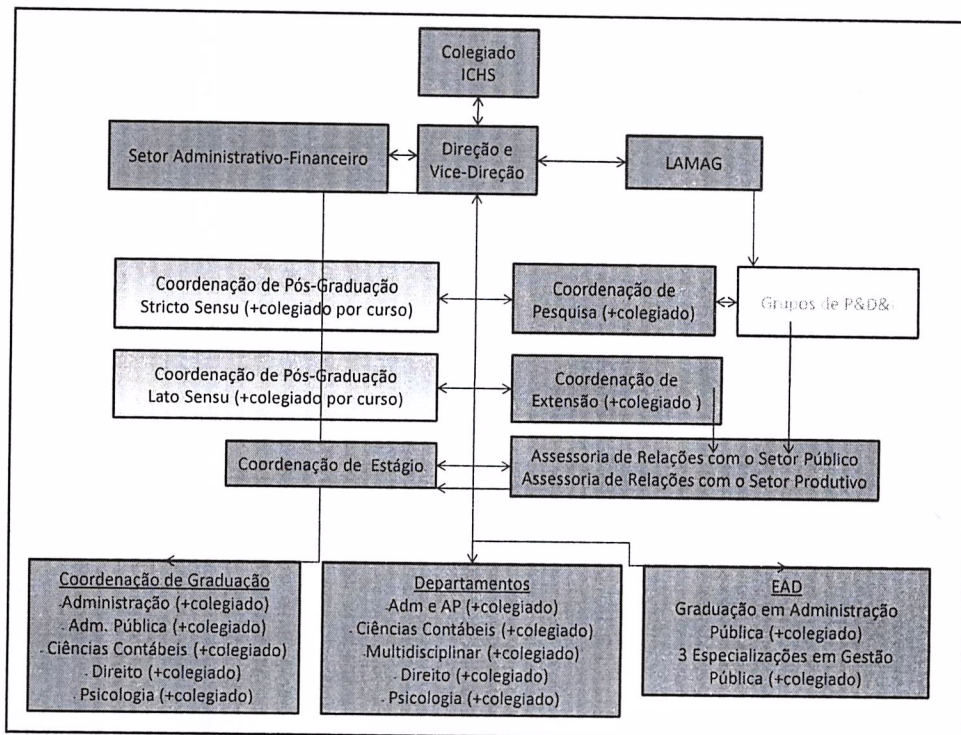 Colegiado
ICHS
Setor Administrativo-Financeiro
Direção e
Vice-Direção
LAMAG
Coordenação de Pós-Graduação
Stricto Sensu (+colegiado por curso)
Coordenação de
Pesquisa (+colegiado)
Grupos de P&D&
Coordenação de Pós-Graduação
Lato Sensu (+colegiado por curso)
Coordenação de
Extensão (+colegiado )
Coordenação de Estágio
Assessoria de Relações com o Setor Público
Assessoria de Relações com o Setor Produtivo
Coordenação de Graduação
.Administração (+colegiado)
. Adm. Pública (+colegiado)
. Ciências Contábeis (+colegiado)
. Direito (+colegiado)
. Psicologia (+colegiado)
Departamentos
. Adm e AP (+colegiado)
. Ciências Contábeis (+colegiado)
. Multidisciplinar (+colegiado)
. Direito (+colegiado)
. Psicologia (+colegiado)
EAD
Graduação em Administração
Pública (+colegiado)
3 Especializações em Gestão
Pública (+colegiado)